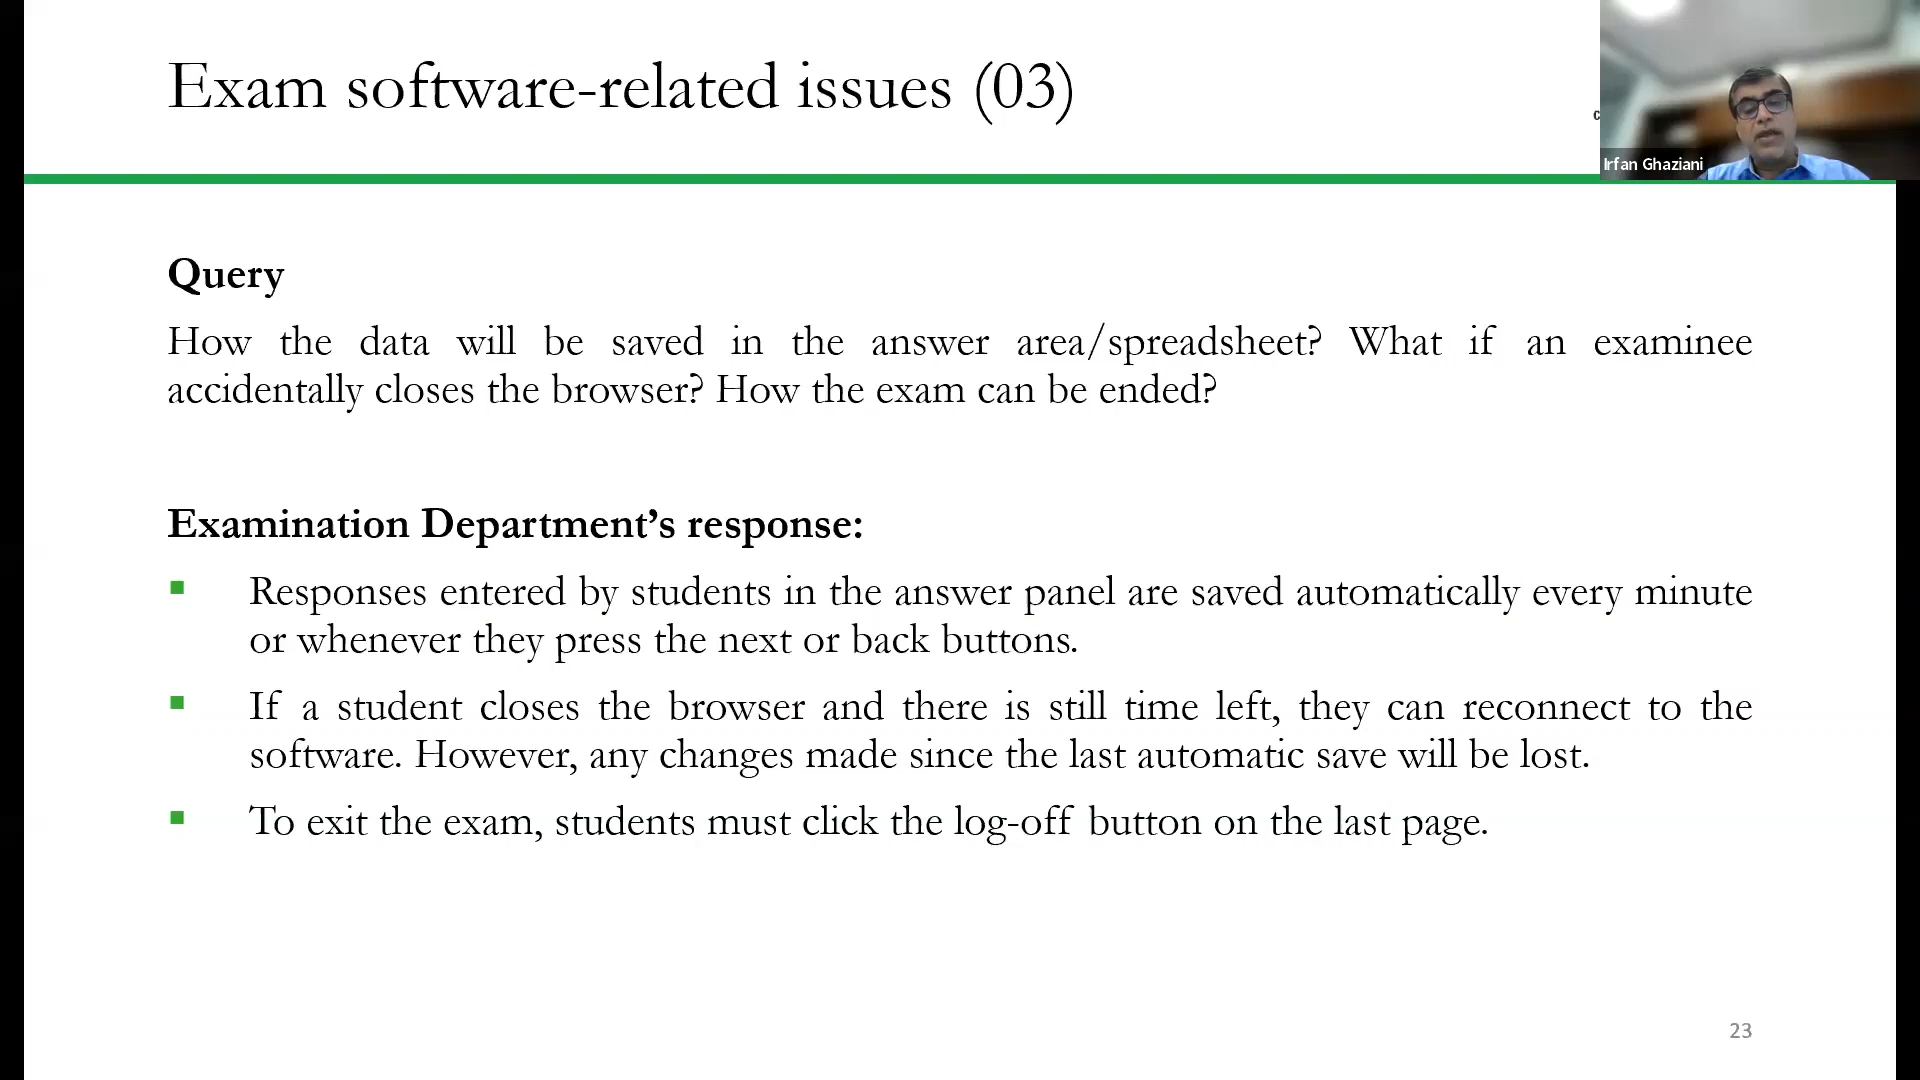 Exam software-related issues (03)
Irfan Ghaziani
Query
How the data will be saved in the answer area/spreadsheet? What if an examinee
accidentally closes the browser? How the exam can be ended?
Examination Department’s response:
Responses entered by students in the answer panel are saved automatically every minute
or whenever they press the next or back buttons.
If a student closes the browser and there is still time left, they can reconnect to the
software. However, any changes made since the last automatic save will be lost.
To exit the exam, students must click the log-off button on the last page.
23